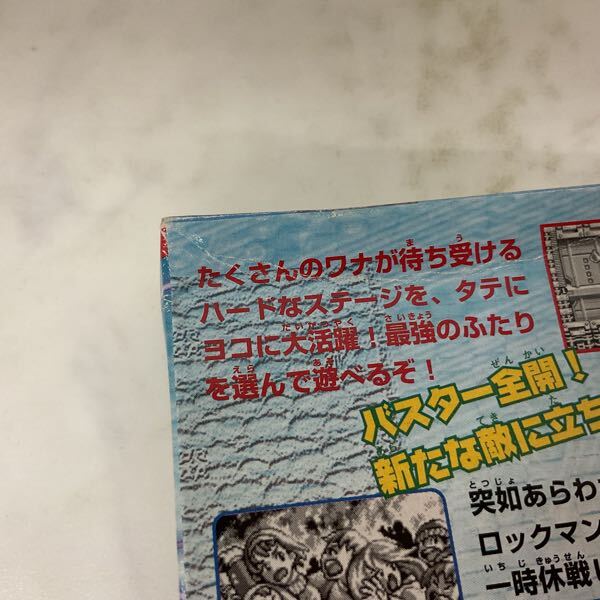 たくさんのワナが待ち受ける
ハードなステージを、タテに
ヨコに大活躍！最強のふたり
を選んで遊べるぞ！
バスター全開！
新たな敵に立ち
突如あらわ
ロックマン
一時休戦し